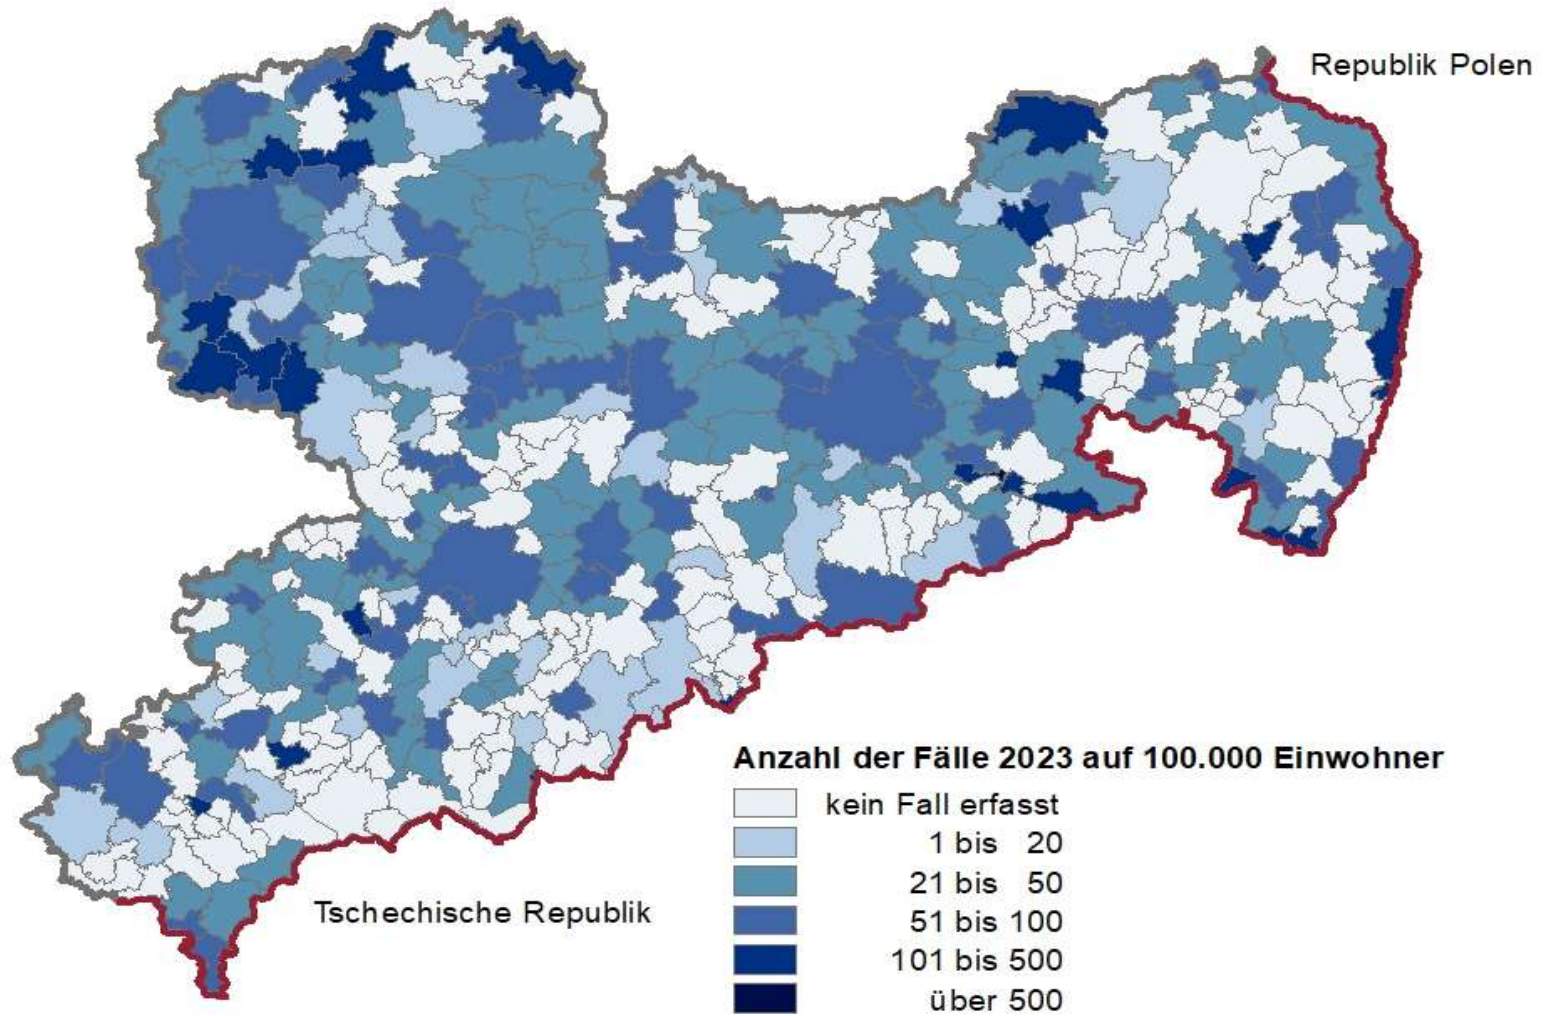 Republik Polen
Anzahl der Fälle 2023 auf 100.000 Einwohner
kein Fall erfasst
1 bis 20
21 bis 50
51 bis 100
101 bis 500
über 500
Tschechische Republik